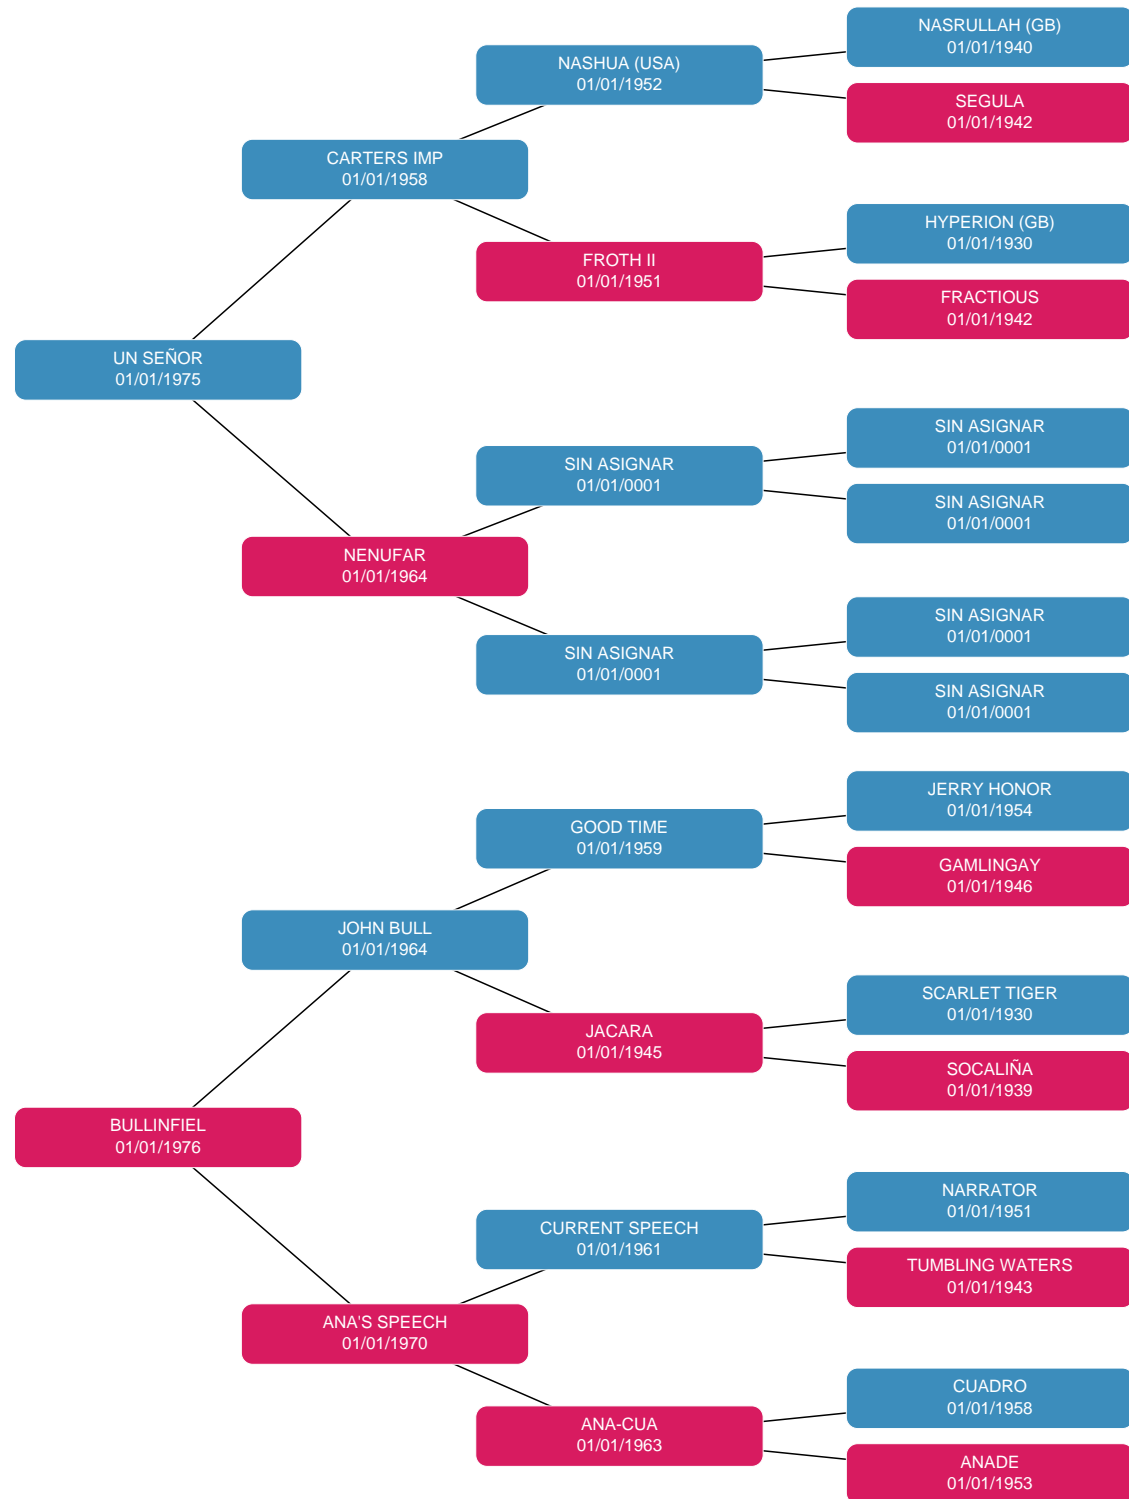 NASRULLAH (GB)
01/01/1940
NASHUA (USA)
01/01/1952
SEGULA
01/01/1942
CARTERS IMP
01/01/1958
HYPERION (GB)
01/01/1930
FROTH II
01/01/1951
FRACTIOUS
01/01/1942
UN SEÑOR
01/01/1975
SIN ASIGNAR
01/01/0001
SIN ASIGNAR
01/01/0001
SIN ASIGNAR
01/01/0001
NENUFAR
01/01/1964
SIN ASIGNAR
01/01/0001
SIN ASIGNAR
01/01/0001
SIN ASIGNAR
01/01/0001
JERRY HONOR
01/01/1954
GOOD TIME
01/01/1959
GAMLINGAY
01/01/1946
JOHN BULL
01/01/1964
SCARLET TIGER
01/01/1930
JACARA
01/01/1945
SOCALIÑA
01/01/1939
BULLINFIEL
01/01/1976
NARRATOR
01/01/1951
CURRENT SPEECH
01/01/1961
TUMBLING WATERS
01/01/1943
ANA'S SPEECH
01/01/1970
CUADRO
01/01/1958
ANA-CUA
01/01/1963
ANADE
01/01/1953